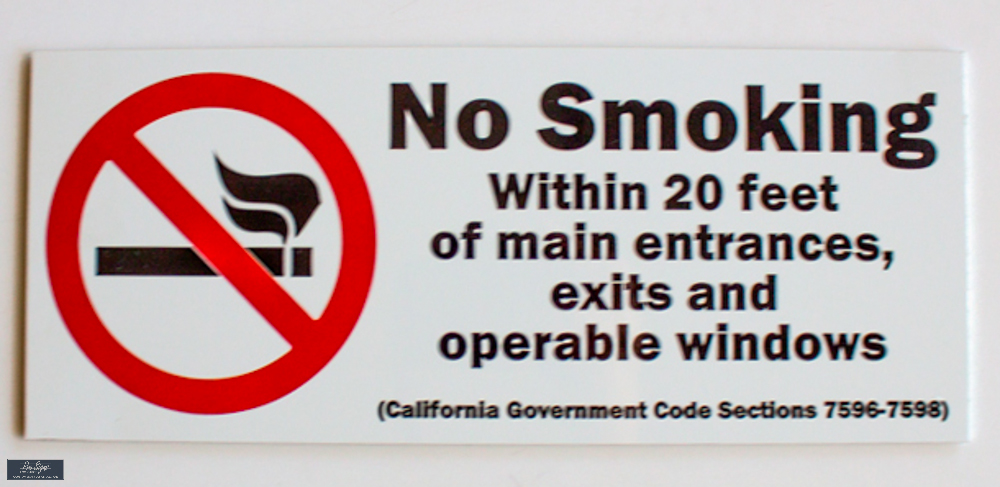 No Smoking
Within 20 feet
of main entrances,
exits and
operable windows
(California Government Code Sections 7596-7598)